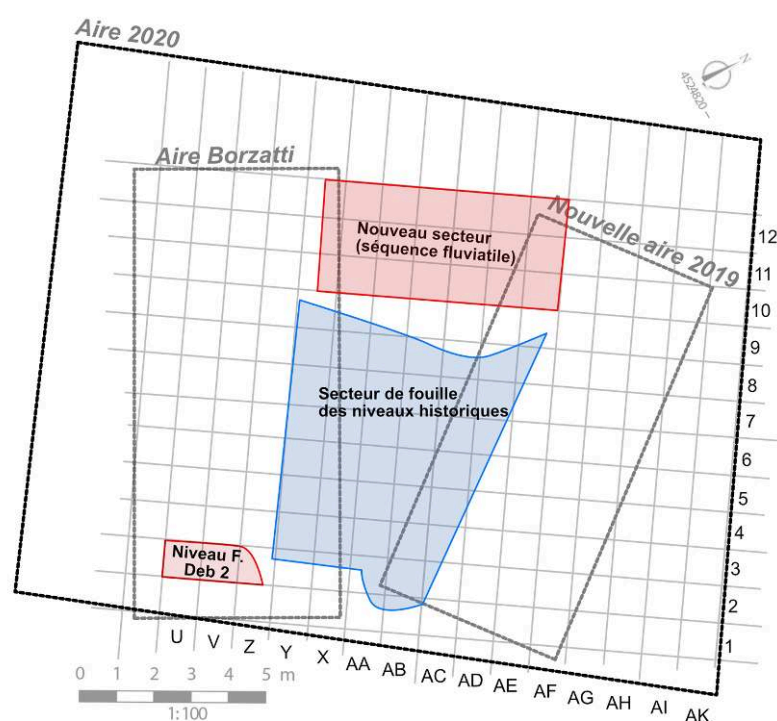 Aire 2020
N
4524820 –
Aire Borzatti
Nouvelle aire 2019
Nouveau secteur
(séquence fluviatile)
12
11
10
9
8
7
6
5
4
3
2
1
Secteur de fouille
des niveaux historiques
Niveau F.
Deb 2
U V Z Y X AA AB AC AD AE AF AG AH AI AK
0 1 2 3 4 5 m
1:100